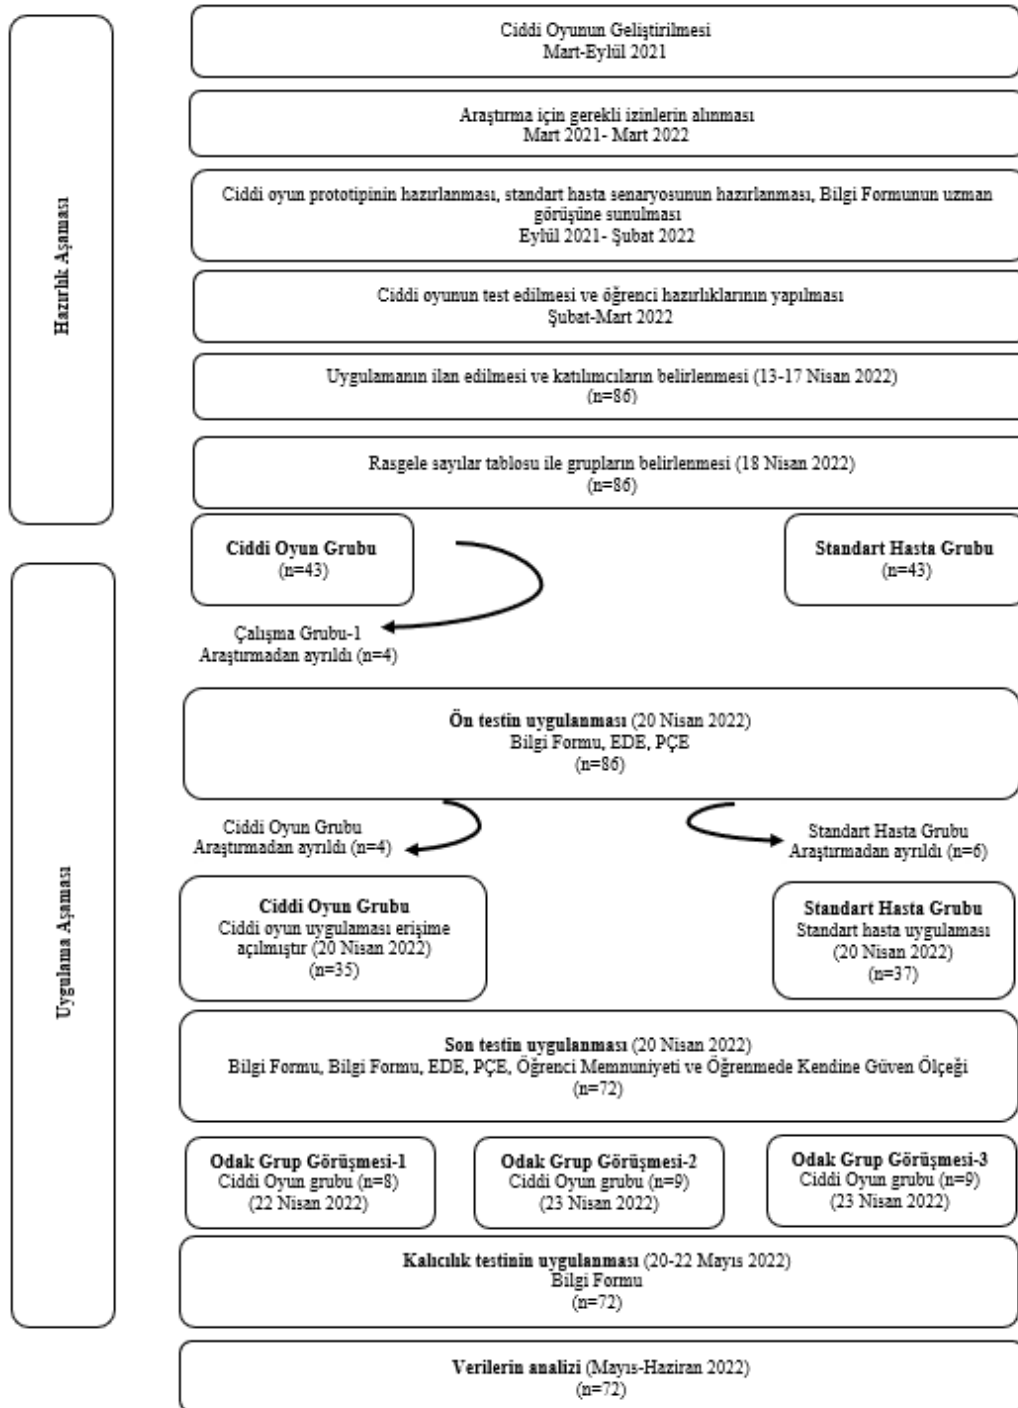 Hazırlık Aşaması
Ciddi Oyunun Geliştirilmesi
Mart-Eylül 2021
Araştırma için gerekli izinlerin alınması
Mart 2021- Mart 2022
Ciddi oyun prototipinin hazırlanması, standart hasta senaryosunun hazırlanması, Bilgi Formunun uzman
görüşüne sunulması
Eylül 2021- Şubat 2022
Ciddi oyunun test edilmesi ve öğrenci hazırlıklarının yapılması
Şubat-Mart 2022
Uygulamanın ilan edilmesi ve katılımcıların belirlenmesi (13-17 Nisan 2022)
(n=86)
Rasgele sayılar tablosu ile grupların belirlenmesi (18 Nisan 2022)
(n=86)
Uygulama Aşaması
Ciddi Oyun Grubu
(n=43)
Standart Hasta Grubu
(n=43)
Çalışma Grubu-1
Araştırmadan ayrıldı (n=4)
Ön testin uygulanması (20 Nisan 2022)
Bilgi Formu, EDE, PÇE
(n=86)
Ciddi Oyun Grubu
Araştırmadan ayrıldı (n=4)
Standart Hasta Grubu
Araştırmadan ayrıldı (n=6)
Ciddi Oyun Grubu
Ciddi oyun uygulaması erişime
açılmıştır (20 Nisan 2022)
(n=35)
Standart Hasta Grubu
Standart hasta uygulaması
(20 Nisan 2022)
(n=37)
Son testin uygulanması (20 Nisan 2022)
Bilgi Formu, Bilgi Formu, EDE, PÇE, Öğrenci Memnuniyeti ve Öğrenmede Kendine Güven Ölçeği
(n=72)
Odak Grup Görüşmesi-1
Ciddi Oyun grubu (n=8)
(22 Nisan 2022)
Odak Grup Görüşmesi-2
Ciddi Oyun grubu (n=9)
(23 Nisan 2022)
Odak Grup Görüşmesi-3
Ciddi Oyun grubu (n=9)
(23 Nisan 2022)
Kalıcılık testinin uygulanması (20-22 Mayıs 2022)
Bilgi Formu
(n=72)
Verilerin analizi (Mayıs-Haziran 2022)
(n=72)